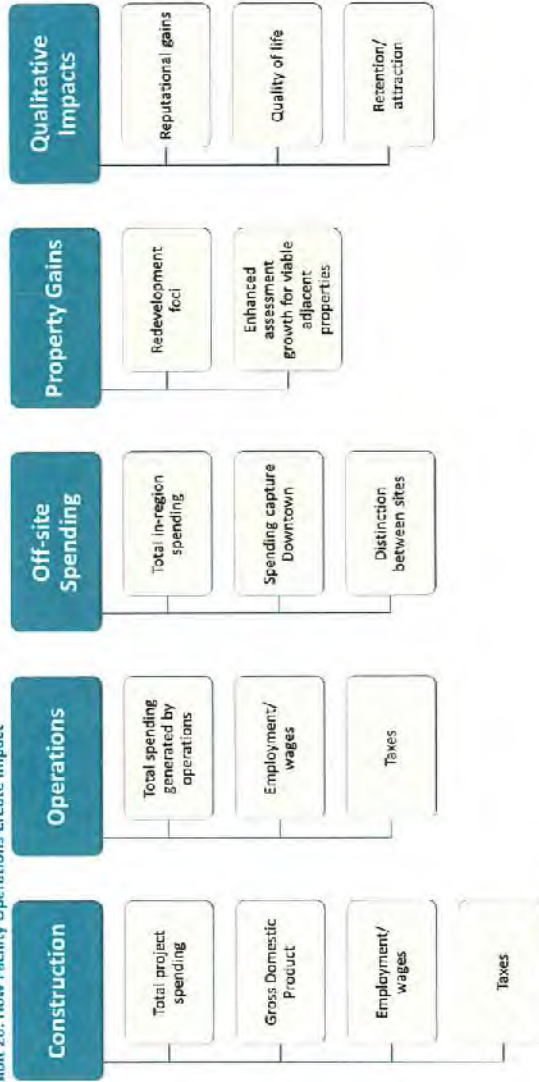 How Facility Operations Create Impact
Construction
Total project
spending
Gross Domestic
Product
Employment/
wages
Taxes
Operations
Total spending
generated by
operations
Employment/
wages
Taxes
Off-site
Spending
Total in-region
spending
Spending capture
Downtown
Distinction
between sites
Property Gains
Redevelopment
foci
Enhanced
assessment
growth for viable
adjacent
properties
Qualitative
Impacts
Reputational gains
Quality of life
Retention/
attraction